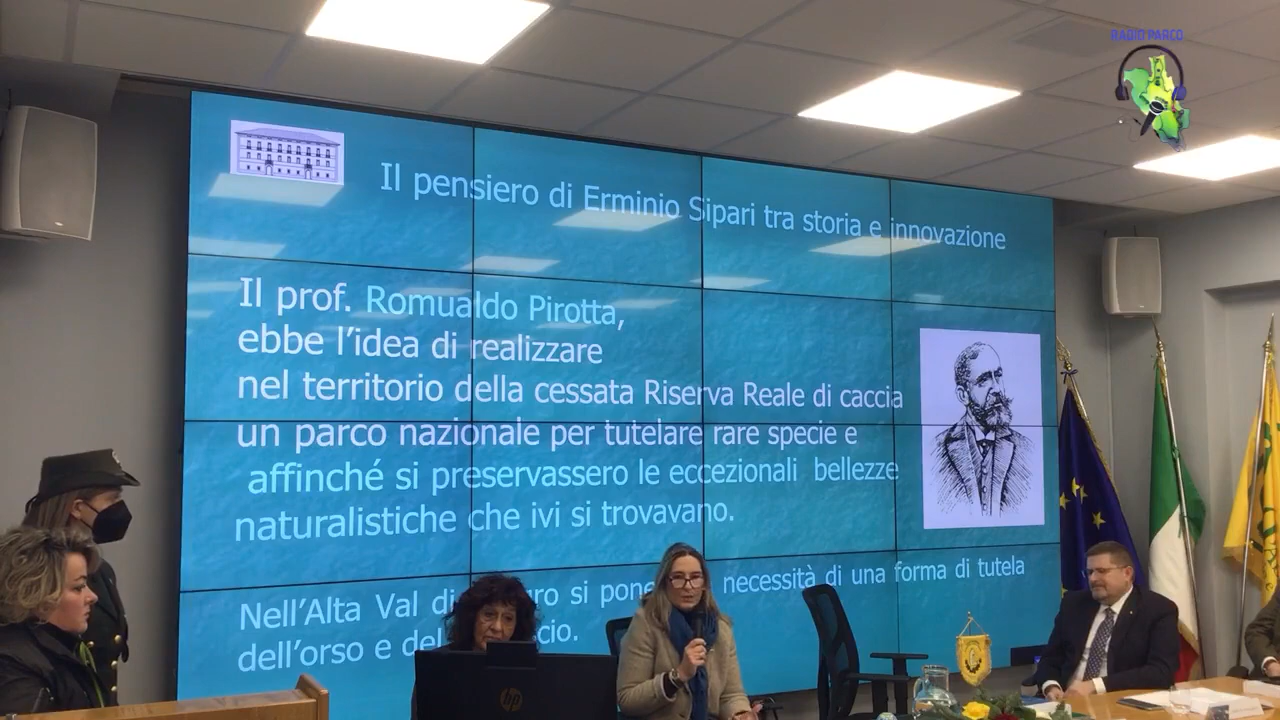 RADIO PARCO
Il pensiero di Erminio Sipari tra storia e innovazione
Il prof. Romualdo Pirotta,
ebbe l'idea di realizzare
nel territorio della cessata Riserva Reale di caccia
un parco nazionale per tutelare rare specie e
affinché si preservassero le eccezionali bellezze
naturalistiche che ivi si trovavano.
Nell'Alta Val di si necessità di una forma di tutela
dell'orso e
hp